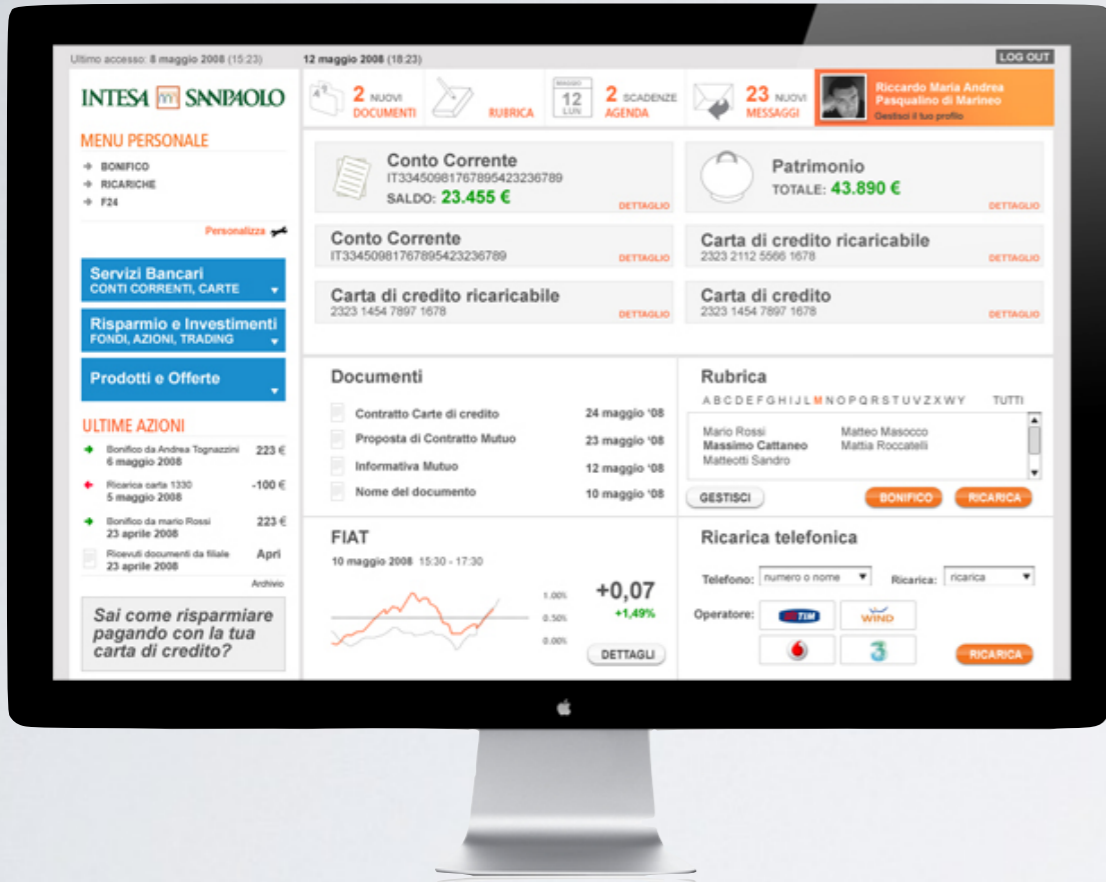 Ultimo accesso: 8 maggio 2008 (15:23)
12 maggio 2008 (18:23)
LOG OUT
INTESA SANPAOLO
2 NUOVI
DOCUMENTI
RUBRICA
MAGGIO
12
LUN
2 SCADENZE
AGENDA
23 NUOVI
MESSAGGI
Riccardo Maria Andrea
Pasqualino di Marineo
Gestisci il tuo profilo
MENU PERSONALE
BONIFICO
RICARICHE
F24
Personalizza
Servizi Bancari
CONTI CORRENTI, CARTE
Risparmio e Investimenti
FONDI, AZIONI, TRADING
Prodotti e Offerte
ULTIME AZIONI
Bonifico da Andrea Tognazzini 223 €
6 maggio 2008
Ricarica carta 1330 -100 €
5 maggio 2008
Bonifico da mario Rossi 223 €
23 aprile 2008
Ricevuti documenti da filiale Apri
23 aprile 2008
Archivio
Sai come risparmiare
pagando con la tua
carta di credito?
Conto Corrente
IT33450981767895423236789
SALDO: 23.455 €
DETTAGLIO
Patrimonio
TOTALE: 43.890 €
DETTAGLIO
Conto Corrente
IT33450981767895423236789
DETTAGLIO
Carta di credito ricaricabile
2323 2112 5566 1678
DETTAGLIO
Carta di credito ricaricabile
2323 1454 7897 1678
DETTAGLIO
Carta di credito
2323 1454 7897 1678
DETTAGLIO
Documenti
Contratto Carte di credito 24 maggio '08
Proposta di Contratto Mutuo 23 maggio '08
Informativa Mutuo 12 maggio '08
Nome del documento 10 maggio '08
Rubrica
A B C D E F G H I J L M N O P Q R S T U V Z X W Y TUTTI
Mario Rossi Matteo Masocco
Massimo Cattaneo Mattia Roccatelli
Matteotti Sandro
GESTISCI BONIFICO RICARICA
FIAT
10 maggio 2008 15:30 - 17:30
1.00%
0.50%
0.00%
+0,07
+1,49%
DETTAGLI
Ricarica telefonica
Telefono: numero o nome Ricarica: ricarica
Operatore: TIM WIND
3
RICARICA